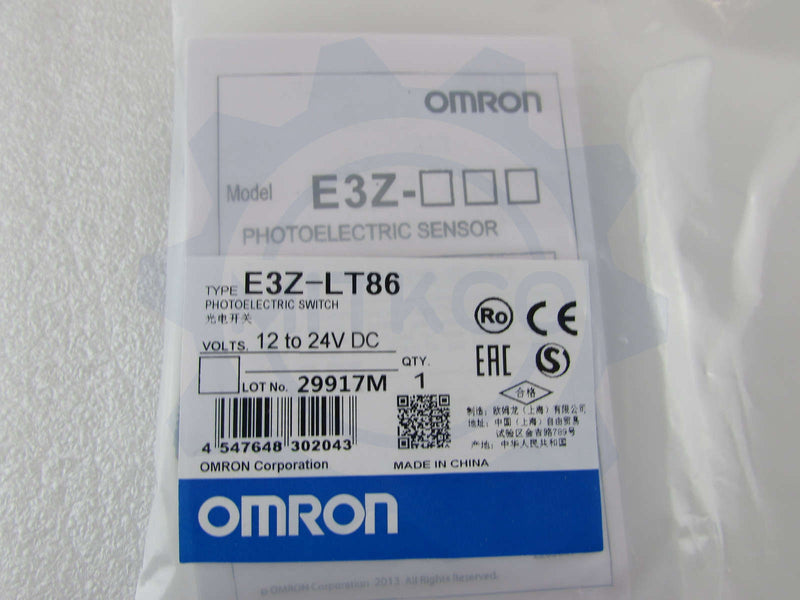 OMRON
Model E3Z-□□□
PHOTOELECTRIC SENSOR
TYPE E3Z-LT86
PHOTOELECTRIC SWITCH
光电开关
VOLTS. 12 to 24V DC
LOT No. 29917M
QTY.
1
Ro CE
EAC S
合格
制造: 欧姆龙（上海）有限公司
地址: 中国（上海）自由贸易
试验区金吉路789号
产地: 中华人民共和国
4 547648 302043
OMRON Corporation
MADE IN CHINA
OMRON
© OMRON Corporation 2013 All Rights Reserved.